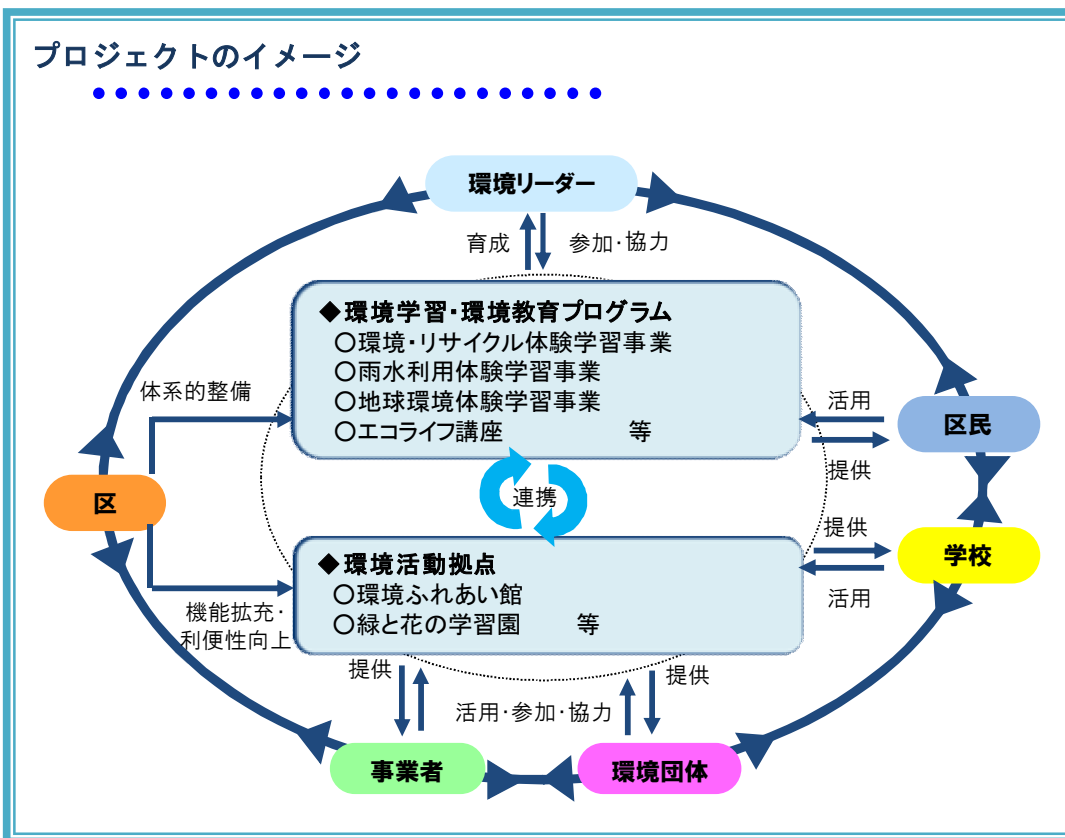 プロジェクトのイメージ
環境リーダー
育成
参加・協力
◆環境学習・環境教育プログラム
○環境・リサイクル体験学習事業
○雨水利用体験学習事業
○地球環境体験学習事業
○エコライフ講座　　　　　等
体系的整備
活用
区民
提供
区
連携
提供
学校
活用
◆環境活動拠点
○環境ふれあい館
○緑と花の学習園　　　等
機能拡充・
利便性向上
提供
提供
活用・参加・協力
事業者
環境団体